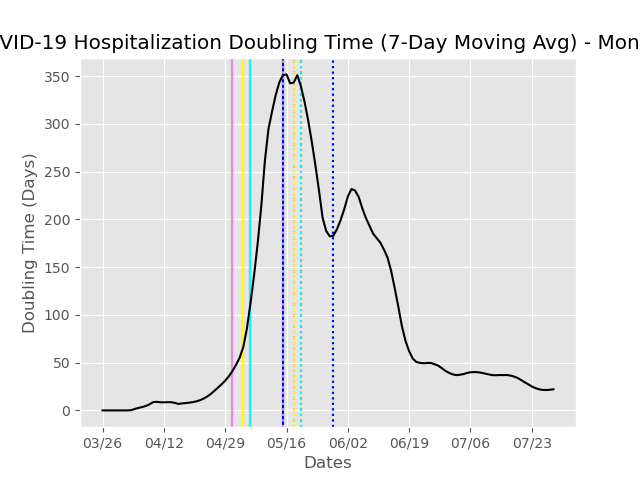 VID-19 Hospitalization Doubling Time (7-Day Moving Avg) - Mon
Doubling Time (Days)
350
300
250
200
150
100
50
0
03/26 04/12 04/29 05/16 06/02 06/19 07/06 07/23
Dates